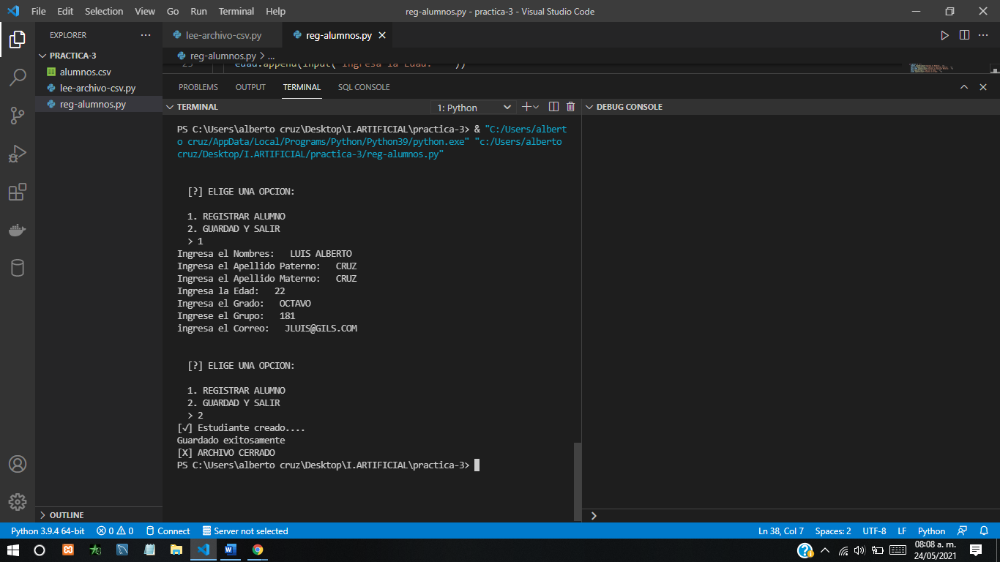 File Edit Selection View Go Run Terminal Help reg-alumnos.py - practica-3 - Visual Studio Code
EXPLORER ···
lee-archivo-csv.py reg-alumnos.py
PRACTICA-3
reg-alumnos.py > ...
alumnos.csv
25 edad.append(input("Ingresa la Edad: "))
lee-archivo-csv.py
reg-alumnos.py
PROBLEMS OUTPUT TERMINAL SQL CONSOLE
TERMINAL 1: Python DEBUG CONSOLE
PS C:\Users\alberto cruz\Desktop\I.ARTIFICIAL\practica-3> & "C:/Users/albert
o cruz/AppData/Local/Programs/Python/Python39/python.exe" "c:/Users/alberto
cruz/Desktop/I.ARTIFICIAL/practica-3/reg-alumnos.py"
[?] ELIGE UNA OPCION:
1. REGISTRAR ALUMNO
2. GUARDAD Y SALIR
> 1
Ingresa el Nombres: LUIS ALBERTO
Ingresa el Apellido Paterno: CRUZ
Ingresa el Apellido Materno: CRUZ
Ingresa la Edad: 22
Ingresa el Grado: OCTAVO
Ingrese el Grupo: 181
ingresa el Correo: JLUIS@GILS.COM
[?] ELIGE UNA OPCION:
1. REGISTRAR ALUMNO
2. GUARDAD Y SALIR
> 2
[√] Estudiante creado....
Guardado exitosamente
[X] ARCHIVO CERRADO
PS C:\Users\alberto cruz\Desktop\I.ARTIFICIAL\practica-3>
OUTLINE
Python 3.9.4 64-bit 0 0 Connect Server not selected Ln 38, Col 7 Spaces: 2 UTF-8 LF Python
08:08 a. m.
24/05/2021